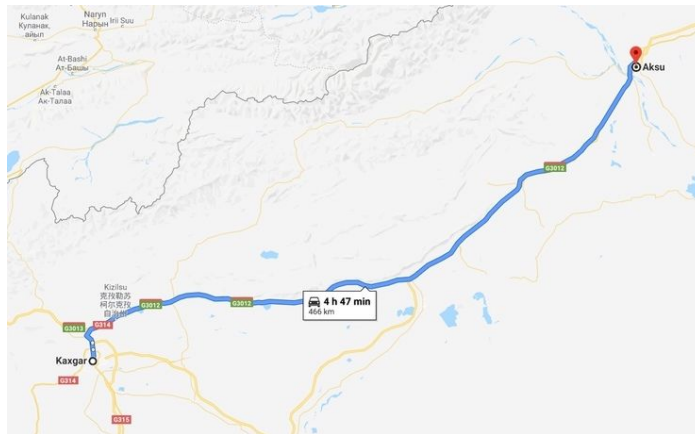 Kulanak
Куланак,
айыл
Naryn
Нарын
Irii Suu
At-Bashi
Ат-Башы
Ak-Talaa
Ак-Талаа
Aksu
G3012
Kizilsu
克孜勒苏
柯尔克孜
自治州
G3012
G3012
4 h 47 min
466 km
G3013
G314
Kaxgar
G314
G315